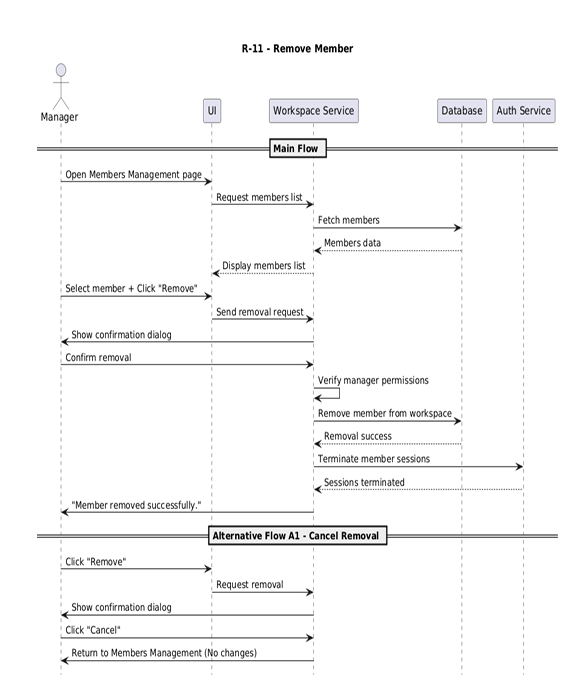 R-11 - Remove Member
Manager
UI
Workspace Service
Database
Auth Service
Main Flow
Open Members Management page
Request members list
Fetch members
Members data
Display members list
Select member + Click "Remove"
Send removal request
Show confirmation dialog
Confirm removal
Verify manager permissions
Remove member from workspace
Removal success
Terminate member sessions
Sessions terminated
"Member removed successfully."
Alternative Flow A1 - Cancel Removal
Click "Remove"
Request removal
Show confirmation dialog
Click "Cancel"
Return to Members Management (No changes)